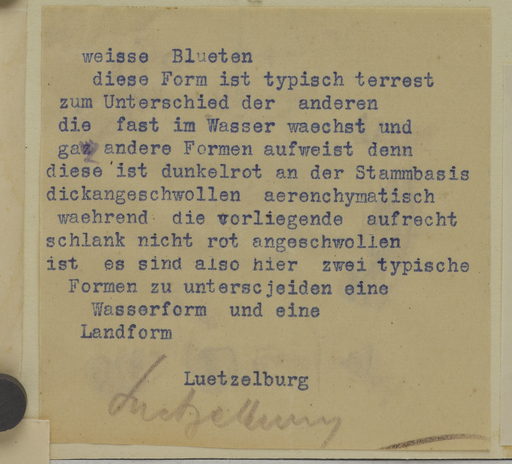 weisse Blueten
diese Form ist typisch terrest
zum Unterschied der anderen
die fast im Wasser waechst und
gaz andere Formen aufweist denn
diese ist dunkelrot an der Stammbasis
dickangeschwollen aerenchymatisch
waehrend die vorliegende aufrecht
schlank nicht rot angeschwollen
ist es sind also hier zwei typische
Formen zu unterscjeiden eine
Wasserform und eine
Landform
Luetzelburg
Luetzelburg